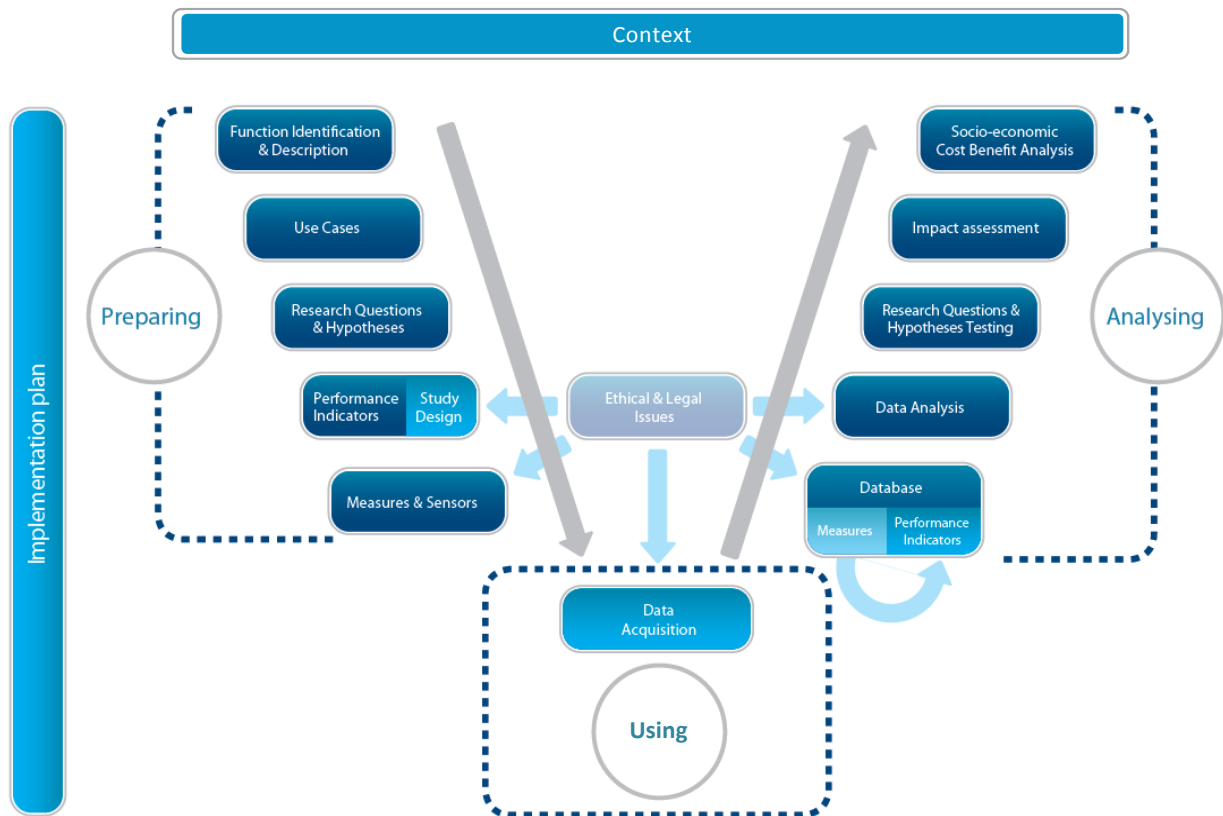 Context
Implementation plan
Preparing
Function Identification
& Description
Use Cases
Research Questions
& Hypotheses
Performance
Indicators
Study
Design
Measures & Sensors
Ethical & Legal
Issues
Data
Acquisition
Using
Socio-economic
Cost Benefit Analysis
Impact assessment
Research Questions &
Hypotheses Testing
Data Analysis
Database
Measures
Performance
Indicators
Analysing